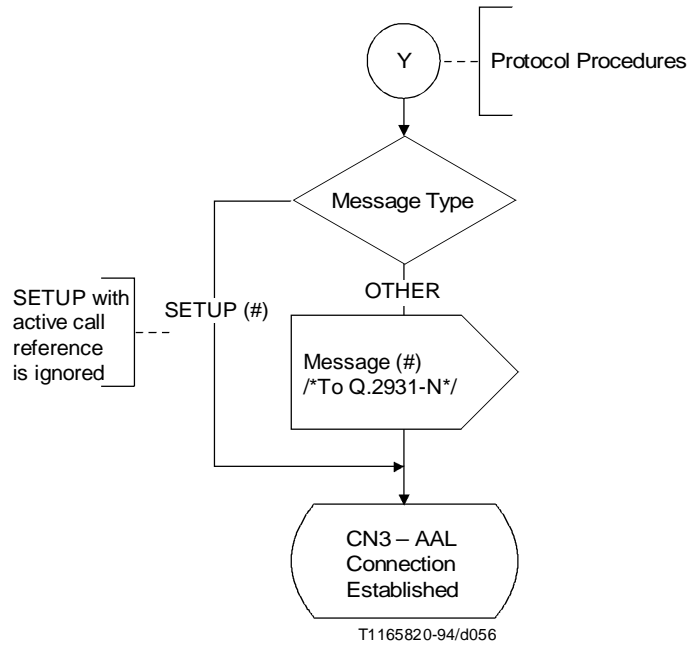 Y
Protocol Procedures
Message Type
OTHER
SETUP (#)
SETUP with
active call
reference
is ignored
Message (#)
/*To Q.2931-N*/
CN3 – AAL
Connection
Established
T1165820-94/d056